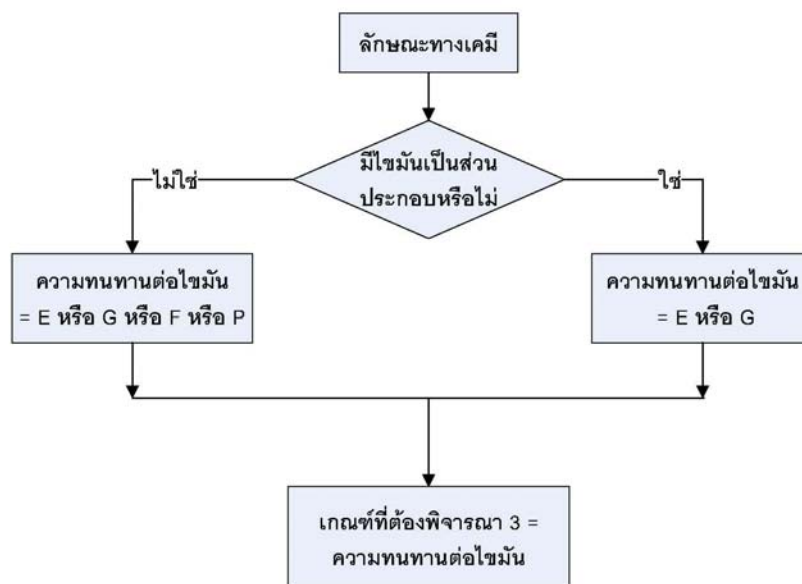 ลักษณะทางเคมี
มีไขมันเป็นส่วน
ประกอบหรือไม่
ไม่ใช่
ใช่
ความทนทานต่อไขมัน
= E หรือ G หรือ F หรือ P
ความทนทานต่อไขมัน
= E หรือ G
เกณฑ์ที่ต้องพิจารณา 3 =
ความทนทานต่อไขมัน